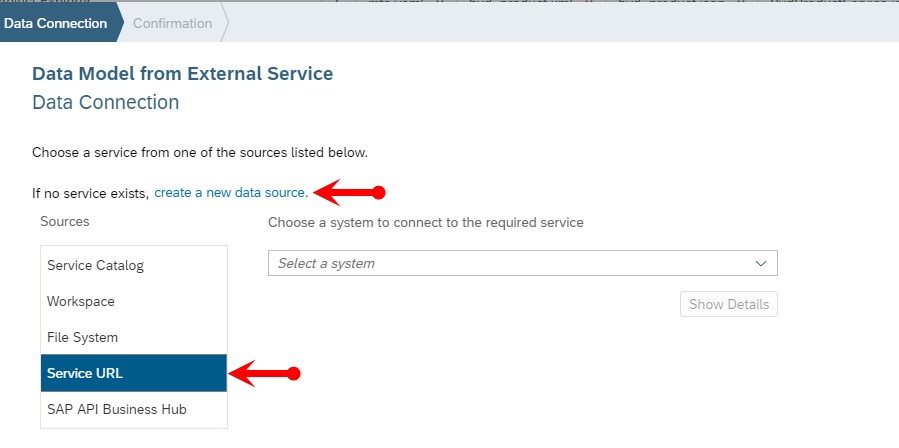 Data Connection
Confirmation
Data Model from External Service
Data Connection
Choose a service from one of the sources listed below.
If no service exists, create a new data source.
Sources
Choose a system to connect to the required service
Service Catalog
Select a system
Workspace
Show Details
File System
Service URL
SAP API Business Hub